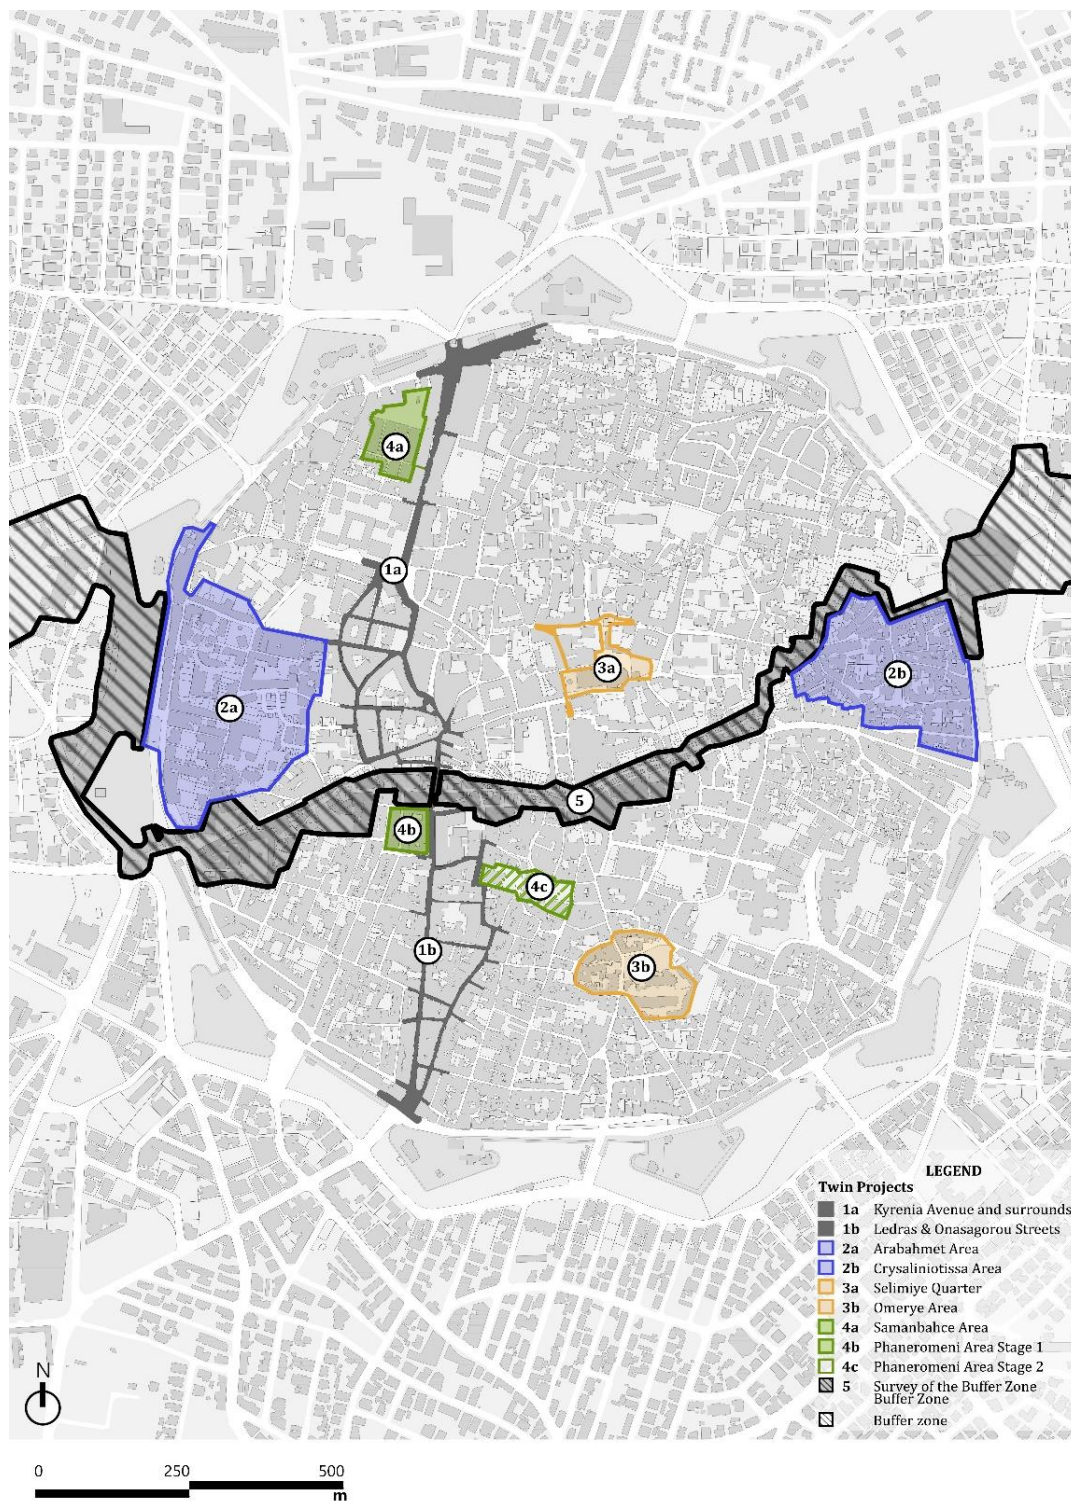 4a
1a
3a
2b
2a
5
4b
4c
1b
3b
LEGEND
Twin Projects
1a Kyrenia Avenue and surrounds
1b Ledras & Onasagorou Streets
2a Arabahmet Area
2b Crysaliniotissa Area
3a Selimiye Quarter
3b Omerye Area
4a Samanbahce Area
4b Phaneromeni Area Stage 1
4c Phaneromeni Area Stage 2
5 Survey of the Buffer Zone
Buffer Zone
Buffer zone
N
0 250 500
m